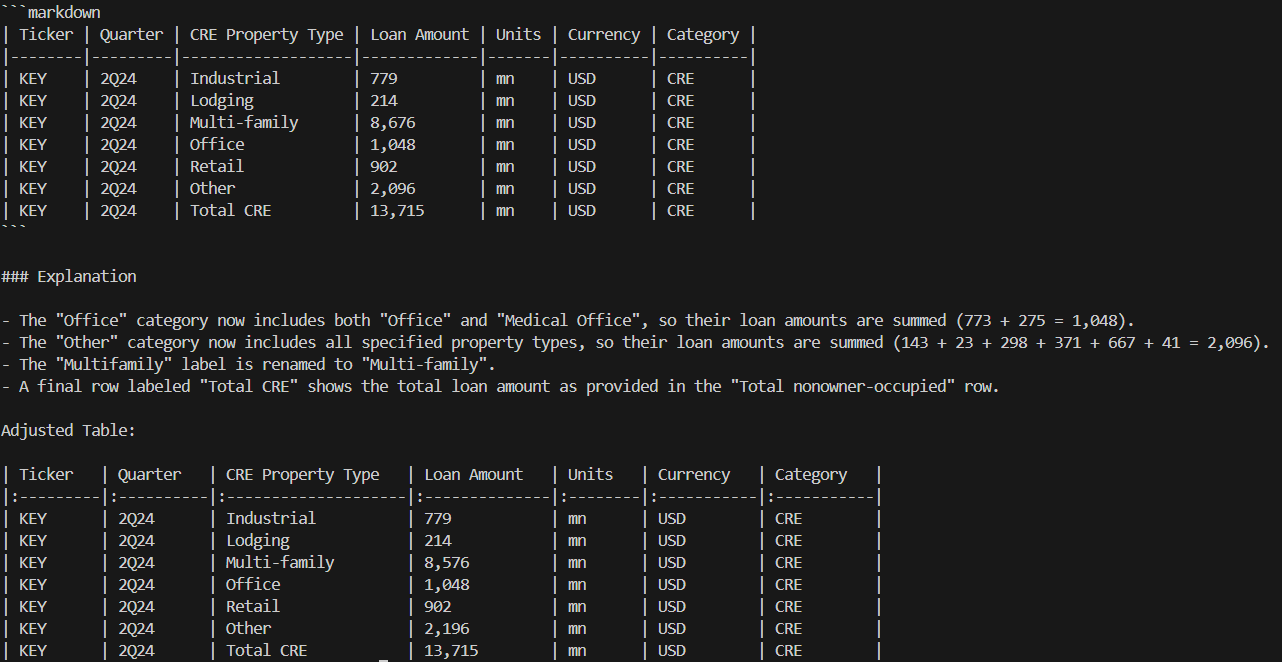 ```markdown
| Ticker | Quarter | CRE Property Type | Loan Amount | Units | Currency | Category |
|--------|---------|-------------------|-------------|-------|----------|----------|
| KEY    | 2Q24    | Industrial        | 779         | mn    | USD      | CRE      |
| KEY    | 2Q24    | Lodging           | 214         | mn    | USD      | CRE      |
| KEY    | 2Q24    | Multi-family      | 8,676       | mn    | USD      | CRE      |
| KEY    | 2Q24    | Office            | 1,048       | mn    | USD      | CRE      |
| KEY    | 2Q24    | Retail            | 902         | mn    | USD      | CRE      |
| KEY    | 2Q24    | Other             | 2,096       | mn    | USD      | CRE      |
| KEY    | 2Q24    | Total CRE         | 13,715      | mn    | USD      | CRE      |
```
### Explanation
- The "Office" category now includes both "Office" and "Medical Office", so their loan amounts are summed (773 + 275 = 1,048).
- The "Other" category now includes all specified property types, so their loan amounts are summed (143 + 23 + 298 + 371 + 667 + 41 = 2,096).
- The "Multifamily" label is renamed to "Multi-family".
- A final row labeled "Total CRE" shows the total loan amount as provided in the "Total nonowner-occupied" row.
Adjusted Table:
| Ticker   | Quarter   | CRE Property Type   | Loan Amount   | Units   | Currency   | Category   |
|:---------|:----------|:--------------------|:--------------|:--------|:-----------|:-----------|
| KEY      | 2Q24      | Industrial          | 779           | mn      | USD        | CRE        |
| KEY      | 2Q24      | Lodging             | 214           | mn      | USD        | CRE        |
| KEY      | 2Q24      | Multi-family        | 8,576         | mn      | USD        | CRE        |
| KEY      | 2Q24      | Office              | 1,048         | mn      | USD        | CRE        |
| KEY      | 2Q24      | Retail              | 902           | mn      | USD        | CRE        |
| KEY      | 2Q24      | Other               | 2,196         | mn      | USD        | CRE        |
| KEY      | 2Q24      | Total CRE           | 13,715        | mn      | USD        | CRE        |